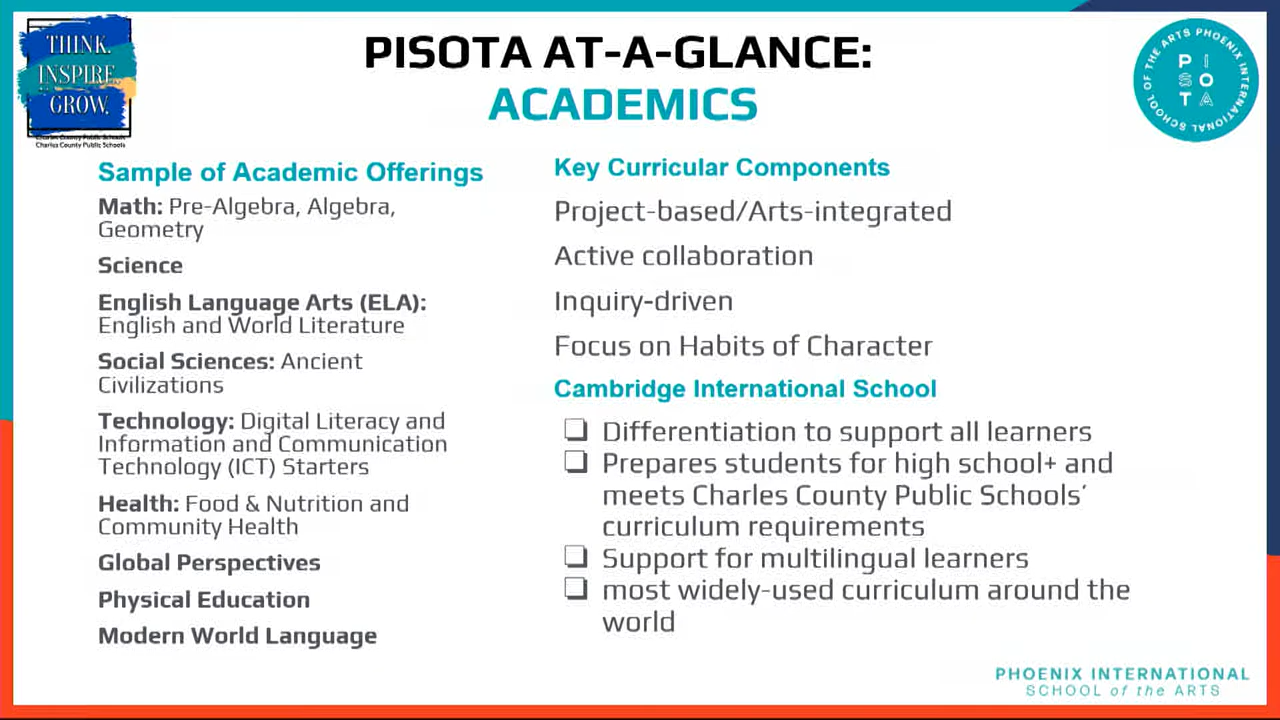 THINK.
INSPIRE.
GROW.
Charles County Public Schools
Charles County Public Schools
PISOTA AT-A-GLANCE:
ACADEMICS
SCHOOL OF THE ARTS PHOENIX INTERNATIONAL
P I
S O
T A
Sample of Academic Offerings
Math: Pre-Algebra, Algebra,
Geometry
Science
English Language Arts (ELA):
English and World Literature
Social Sciences: Ancient
Civilizations
Technology: Digital Literacy and
Information and Communication
Technology (ICT) Starters
Health: Food & Nutrition and
Community Health
Global Perspectives
Physical Education
Modern World Language
Key Curricular Components
Project-based/Arts-integrated
Active collaboration
Inquiry-driven
Focus on Habits of Character
Cambridge International School
❑ Differentiation to support all learners
❑ Prepares students for high school+ and
meets Charles County Public Schools’
curriculum requirements
❑ Support for multilingual learners
❑ most widely-used curriculum around the
world
PHOENIX INTERNATIONAL
SCHOOL of the ARTS